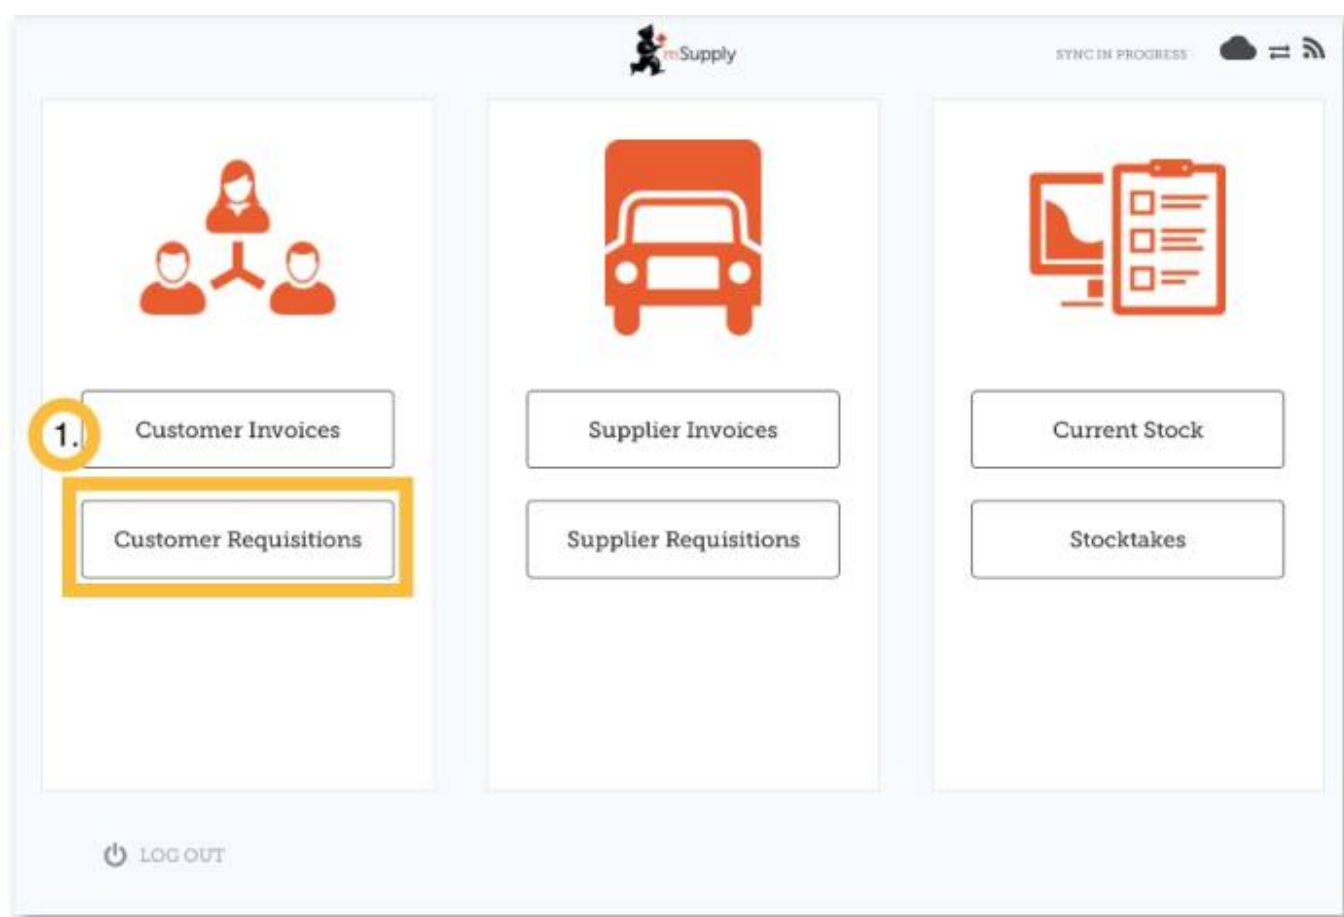 mSupply
SYNC IN PROGRESS
1.
Customer Invoices
Customer Requisitions
Supplier Invoices
Supplier Requisitions
Current Stock
Stocktakes
LOG OUT